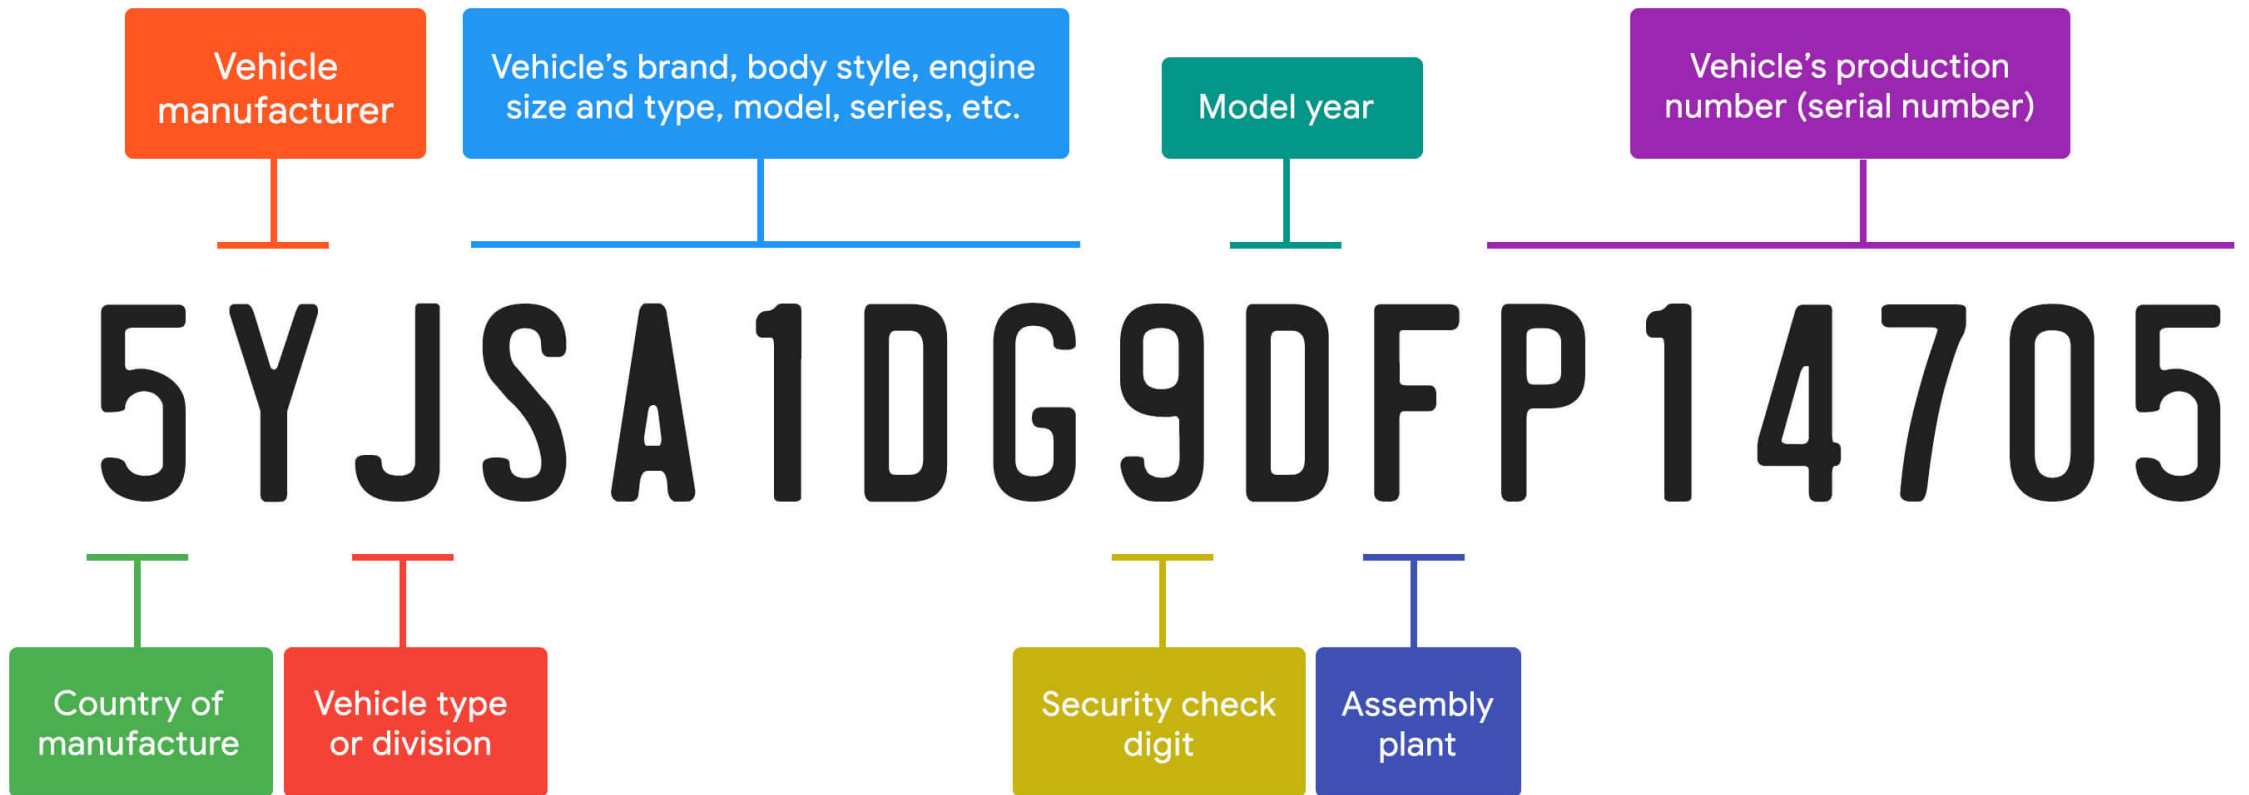 Vehicle
manufacturer
Vehicle’s brand, body style, engine
size and type, model, series, etc.
Model year
Vehicle’s production
number (serial number)
5YJSA1DG9DFP14705
Country of
manufacture
Vehicle type
or division
Security check
digit
Assembly
plant